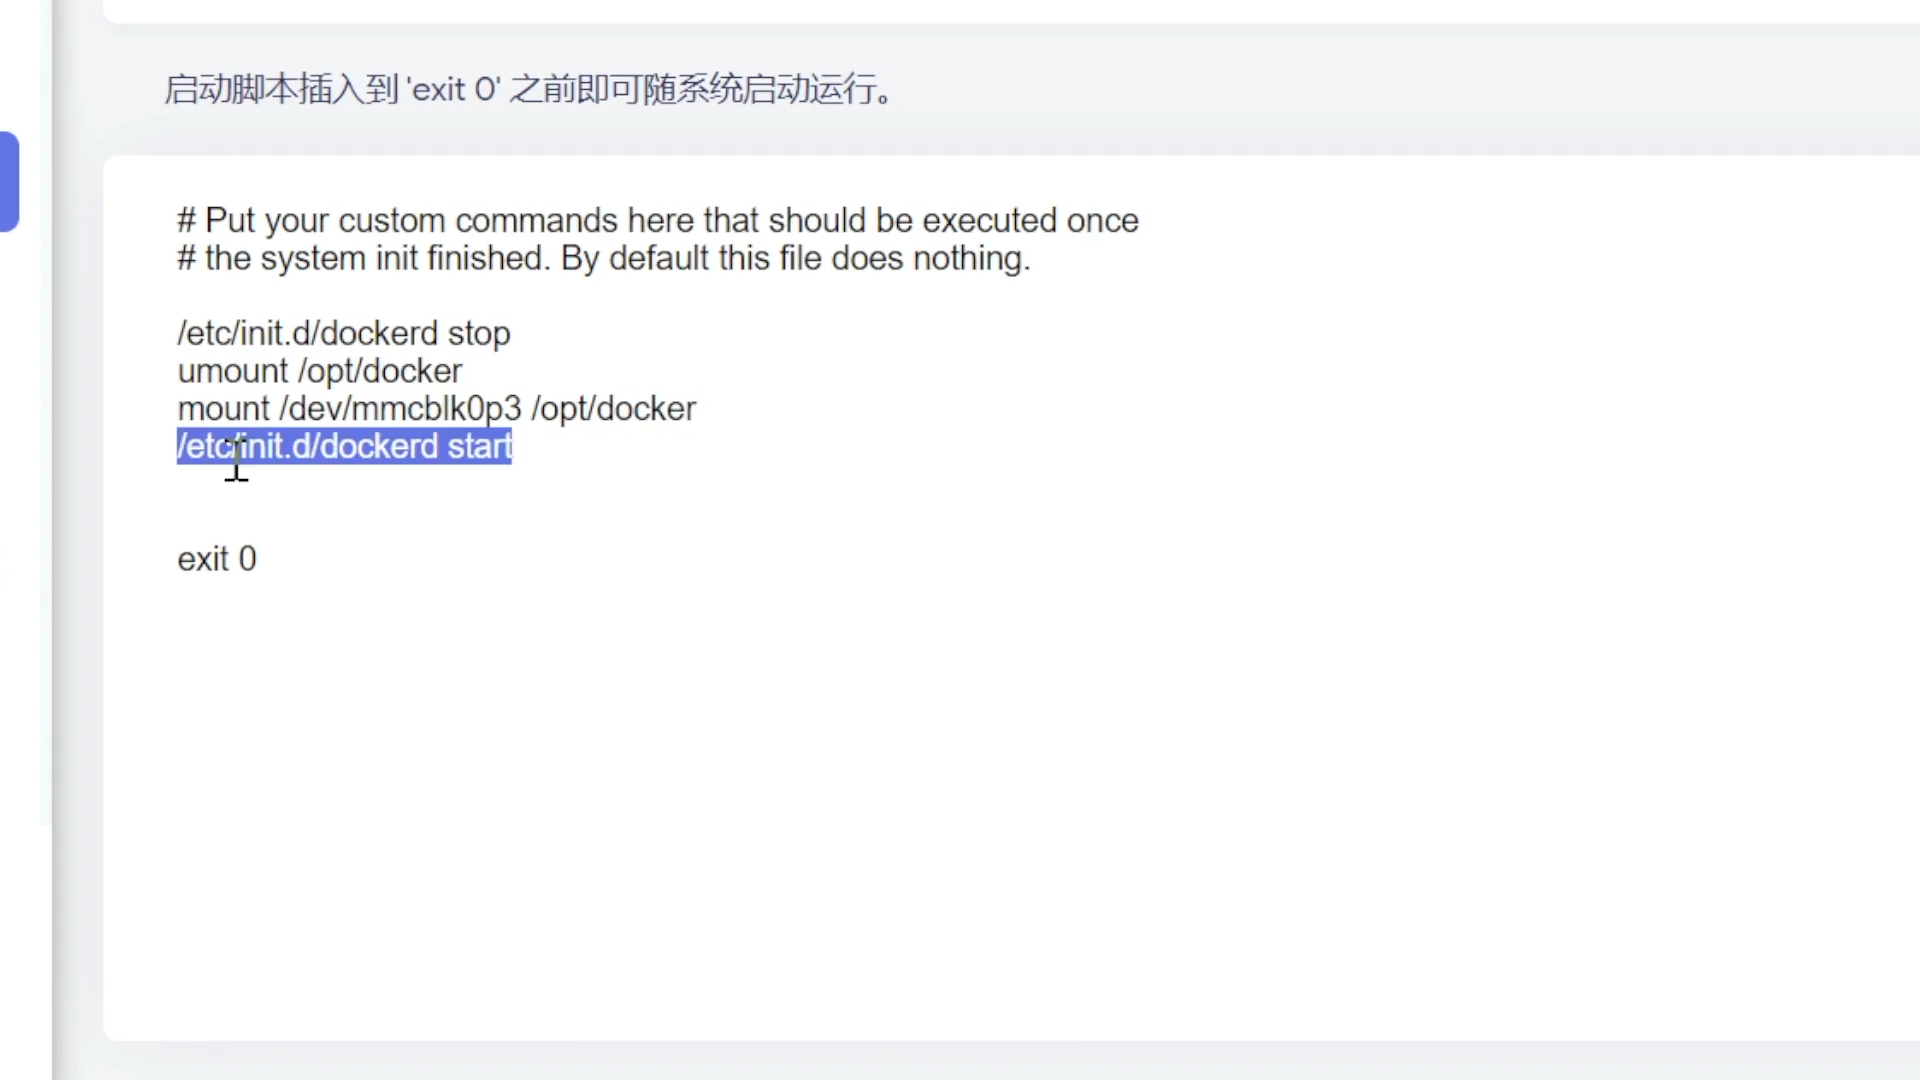 启动脚本插入到 'exit 0' 之前即可随系统启动运行。
# Put your custom commands here that should be executed once
# the system init finished. By default this file does nothing.
/etc/init.d/dockerd stop
umount /opt/docker
mount /dev/mmcblk0p3 /opt/docker
/etc/init.d/dockerd start
exit 0